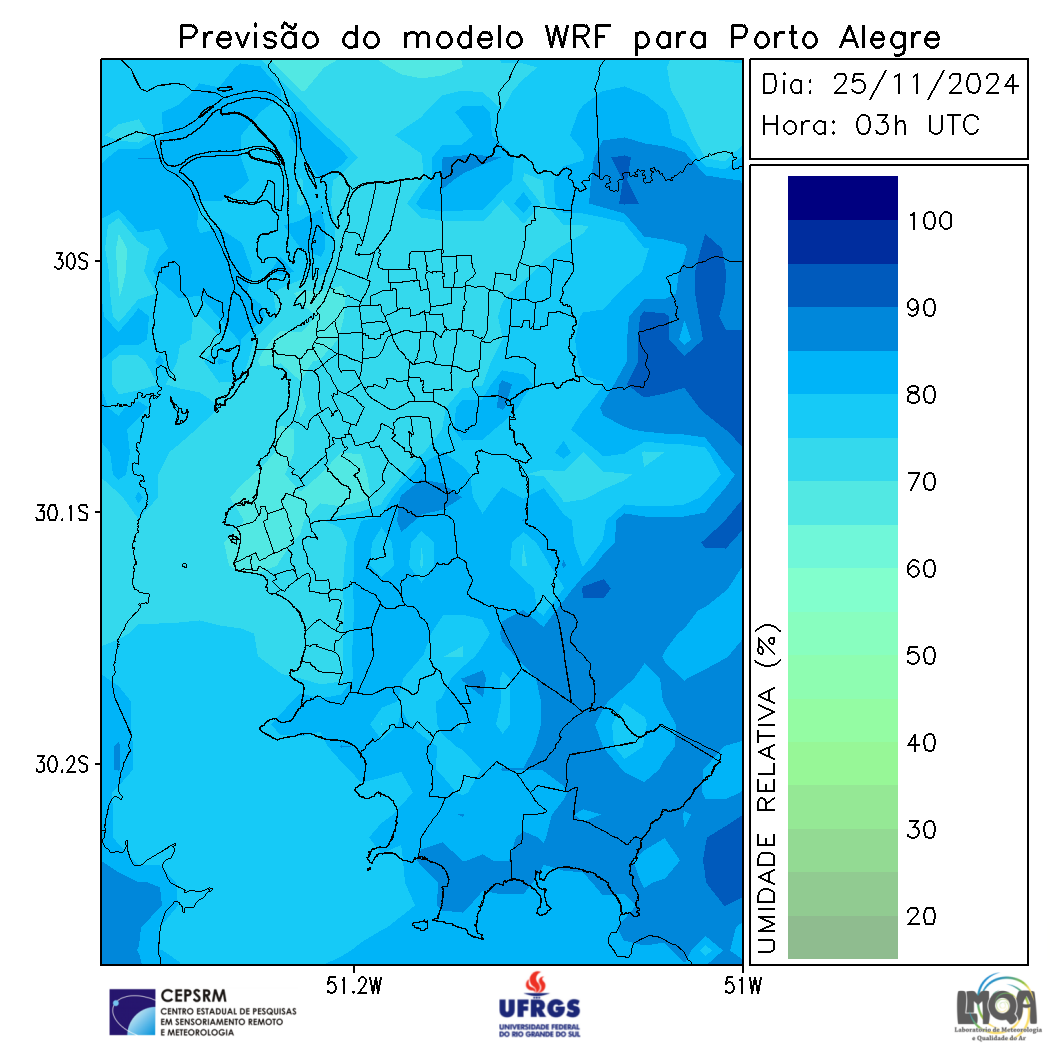 Previsão do modelo WRF para Porto Alegre
Dia: 25/11/2024
Hora: 03h UTC
30S
30.1S
30.2S
51.2W
51W
100
90
80
70
60
50
40
30
20
UMIDADE RELATIVA (%)
CEPSRM
CENTRO ESTADUAL DE PESQUISAS
EM SENSORIAMENTO REMOTO
E METEOROLOGIA
UFRGS
UNIVERSIDADE FEDERAL
DO RIO GRANDE DO SUL
LMQA
Laboratório de Meteorologia
e Qualidade do Ar